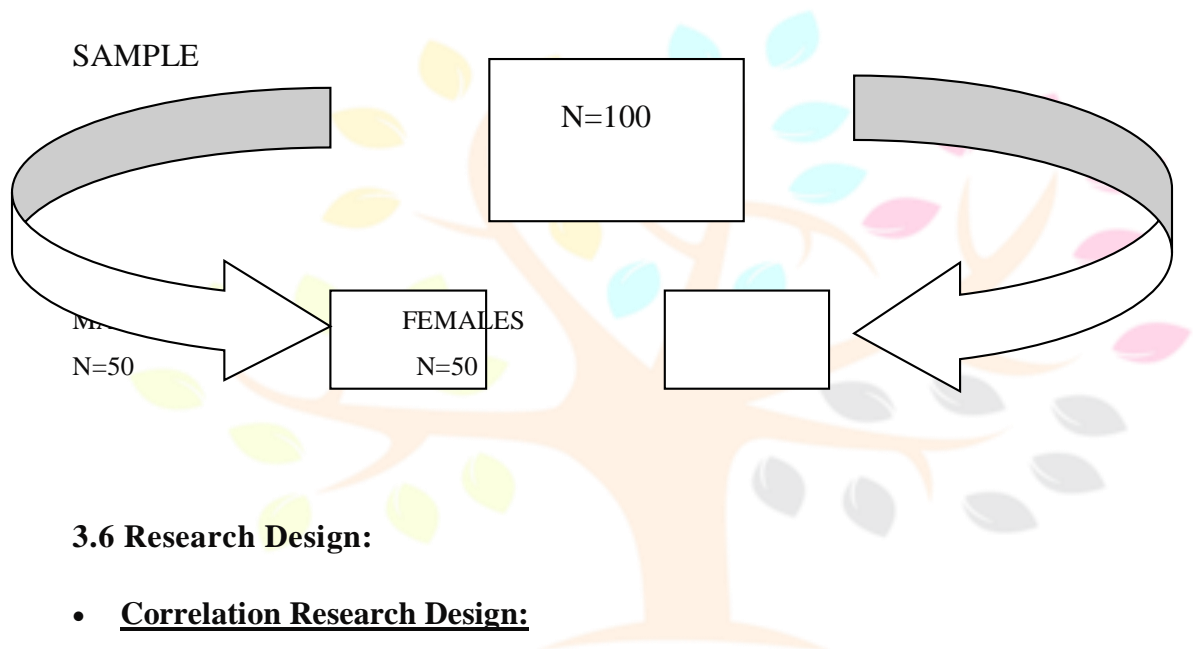 SAMPLE
N=100
FEMALES
N=50 N=50
3.6 Research Design:
• Correlation Research Design: